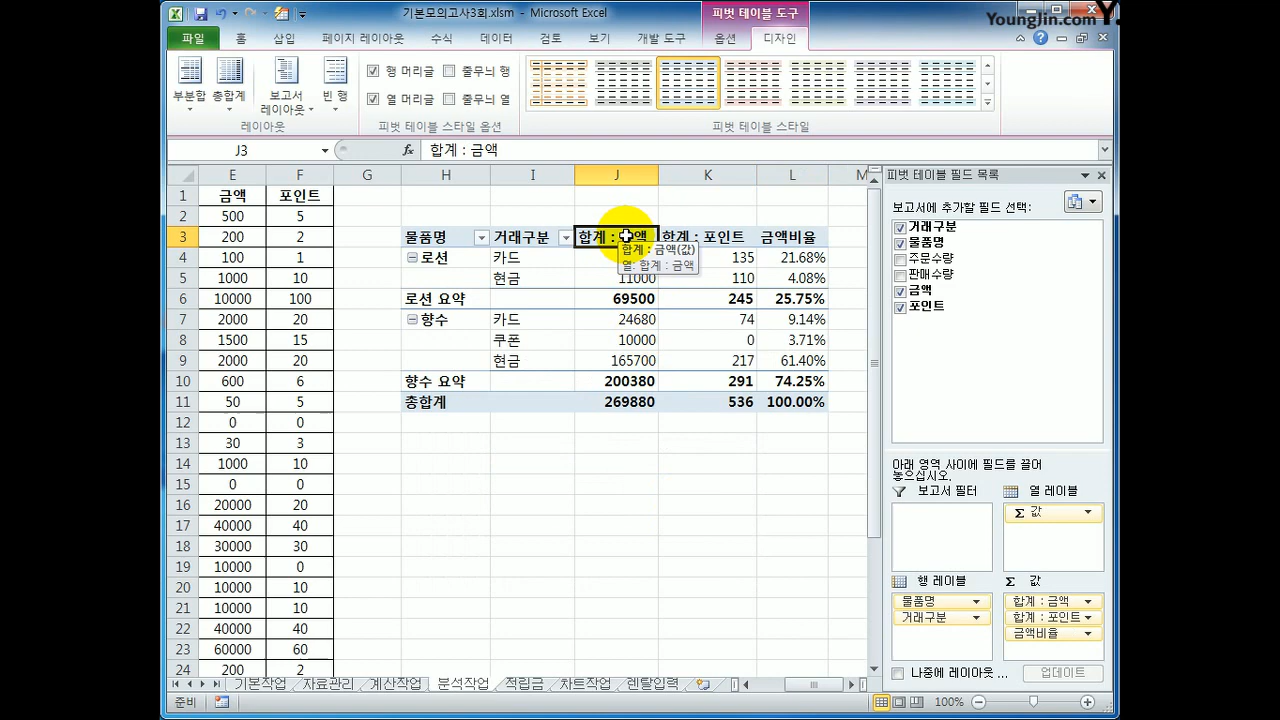 기본모의고사3회.xlsm - Microsoft Excel
피벗 테이블 도구
YoungJin.com Y.
파일 홈 삽입 페이지 레이아웃 수식 데이터 검토 보기 개발 도구 옵션 디자인
부분합 총합계 보고서 레이아웃 빈 행
행 머리글 줄무늬 행
열 머리글 줄무늬 열
레이아웃 피벗 테이블 스타일 옵션 피벗 테이블 스타일
J3 fx 합계 : 금액
E F G H I J K L M
1 금액 포인트
2 500 5
3 200 2 물품명 거래구분 합계 : 금액 합계 : 포인트 금액비율
4 100 1 로션 카드 135 21.68%
5 1000 10 현금 11000 110 4.08%
6 10000 100 로션 요약 69500 245 25.75%
7 2000 20 향수 카드 24680 74 9.14%
8 1500 15 쿠폰 10000 0 3.71%
9 2000 20 현금 165700 217 61.40%
10 600 6 향수 요약 200380 291 74.25%
11 50 5 총합계 269880 536 100.00%
12 0 0
13 30 3
14 1000 10
15 0 0
16 20000 20
17 40000 40
18 30000 30
19 10000 0
20 10000 10
21 10000 10
22 40000 40
23 60000 60
24 200 2
합계 : 금액(값)
열: 합계 : 금액
피벗 테이블 필드 목록
보고서에 추가할 필드 선택:
거래구분
물품명
주문수량
판매수량
금액
포인트
아래 영역 사이에 필드를 끌어
놓으십시오.
보고서 필터 열 레이블
Σ 값
행 레이블 Σ 값
물품명 합계 : 금액
거래구분 합계 : 포인트
금액비율
나중에 레이아웃 ... 업데이트
기본작업 자료관리 계산작업 분석작업 적립금 차트작업 렌탈입력
준비 100%